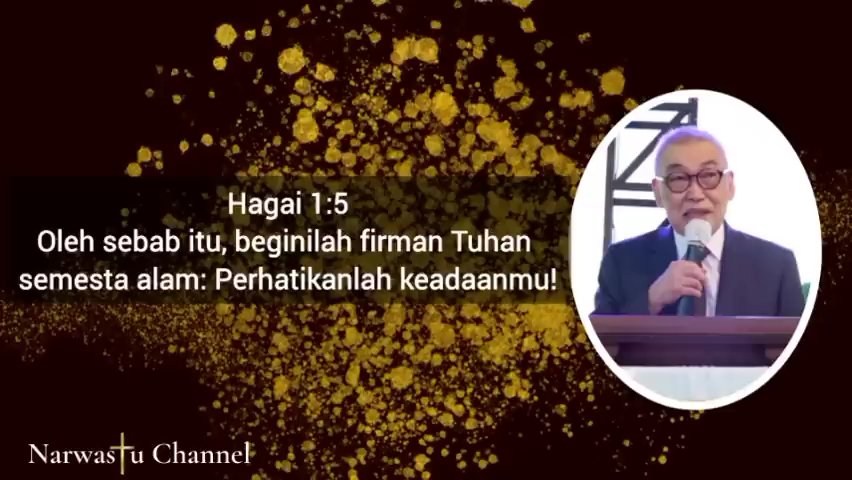 Hagai 1:5
Oleh sebab itu, beginilah firman Tuhan
semesta alam: Perhatikanlah keadaanmu!
Narwastu Channel